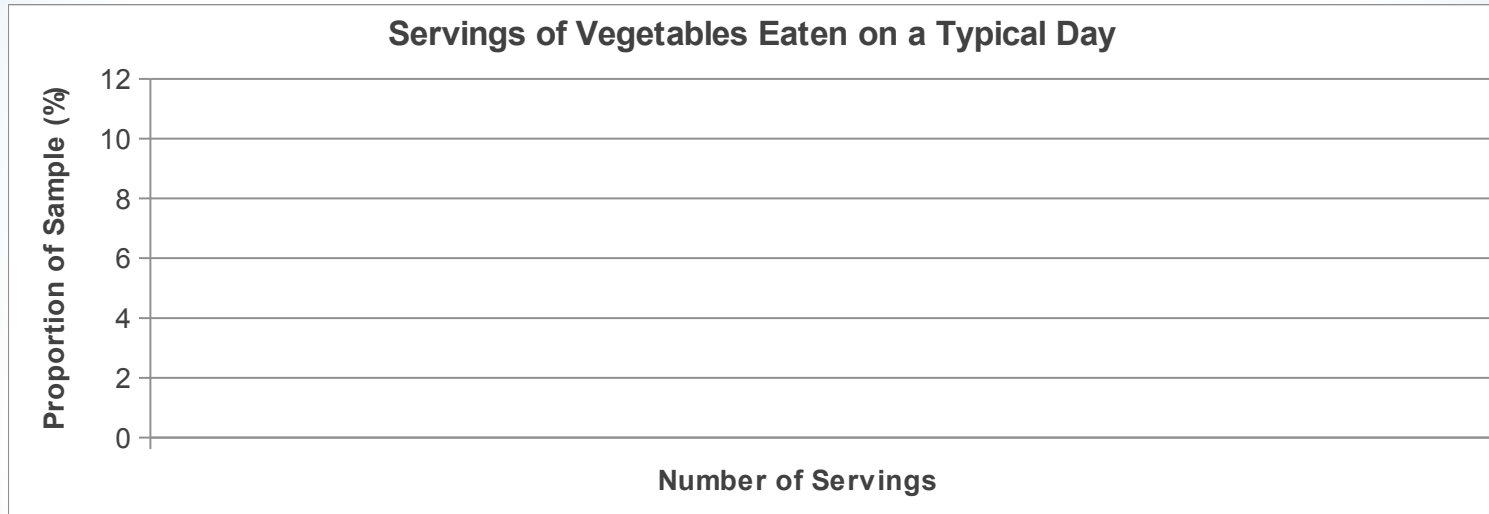 Servings of Vegetables Eaten on a Typical Day
Proportion of Sample (%)
12
10
8
6
4
2
0
Number of Servings